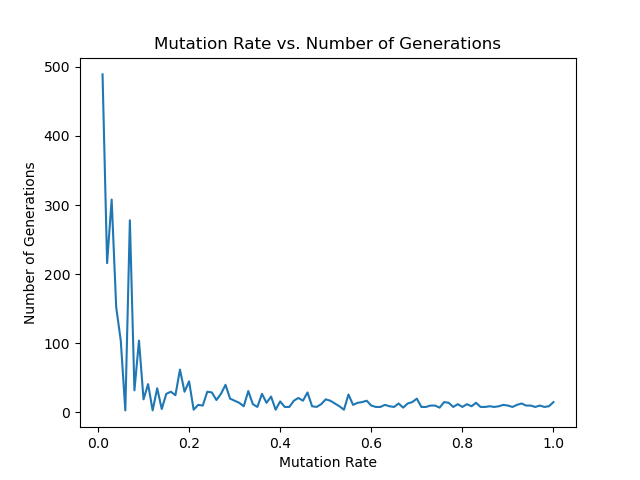 Mutation Rate vs. Number of Generations
500
400
300
200
100
0
Number of Generations
0.0 0.2 0.4 0.6 0.8 1.0
Mutation Rate